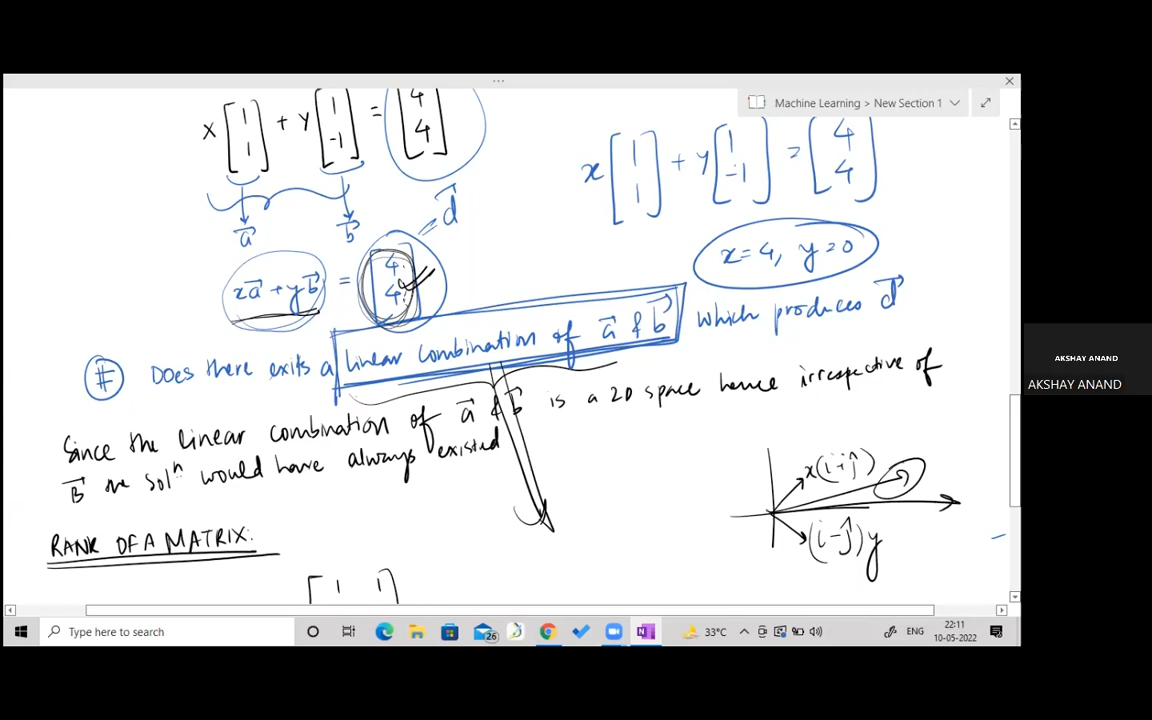 Machine Learning > New Section 1
x [1 1] + y [1 -1] = [4 4]
x [1 1] + y [1 -1] = [4 4]
a⃗ b⃗ d⃗
x=4, y=0
xa⃗ + yb⃗ = [4 4]
# Does there exits a linear combination of a⃗ & b⃗ which produces d⃗
Since the linear combination of a⃗ & b⃗ is a 2D space hence irrespective of
B⃗ the solⁿ would have always existed
x(i+ĵ)
(i-ĵ)y
RANK OF A MATRIX:
[1 1]
AKSHAY ANAND
AKSHAY ANAND
Type here to search
26
33°C
ENG
22:11
10-05-2022